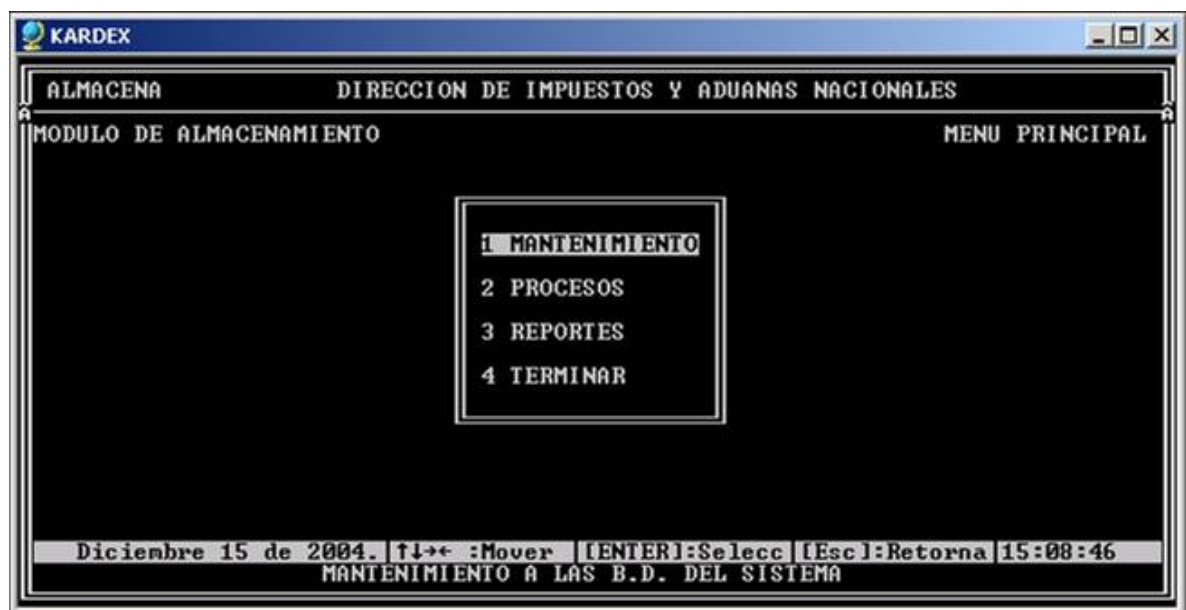 KARDEX
ALMACENA DIRECCION DE IMPUESTOS Y ADUANAS NACIONALES
MODULO DE ALMACENAMIENTO MENU PRINCIPAL
1 MANTENIMIENTO
2 PROCESOS
3 REPORTES
4 TERMINAR
Diciembre 15 de 2004. |↑↓→← :Mover |[ENTER]:Selecc|[Esc]:Retorna|15:08:46
MANTENIMIENTO A LAS B.D. DEL SISTEMA